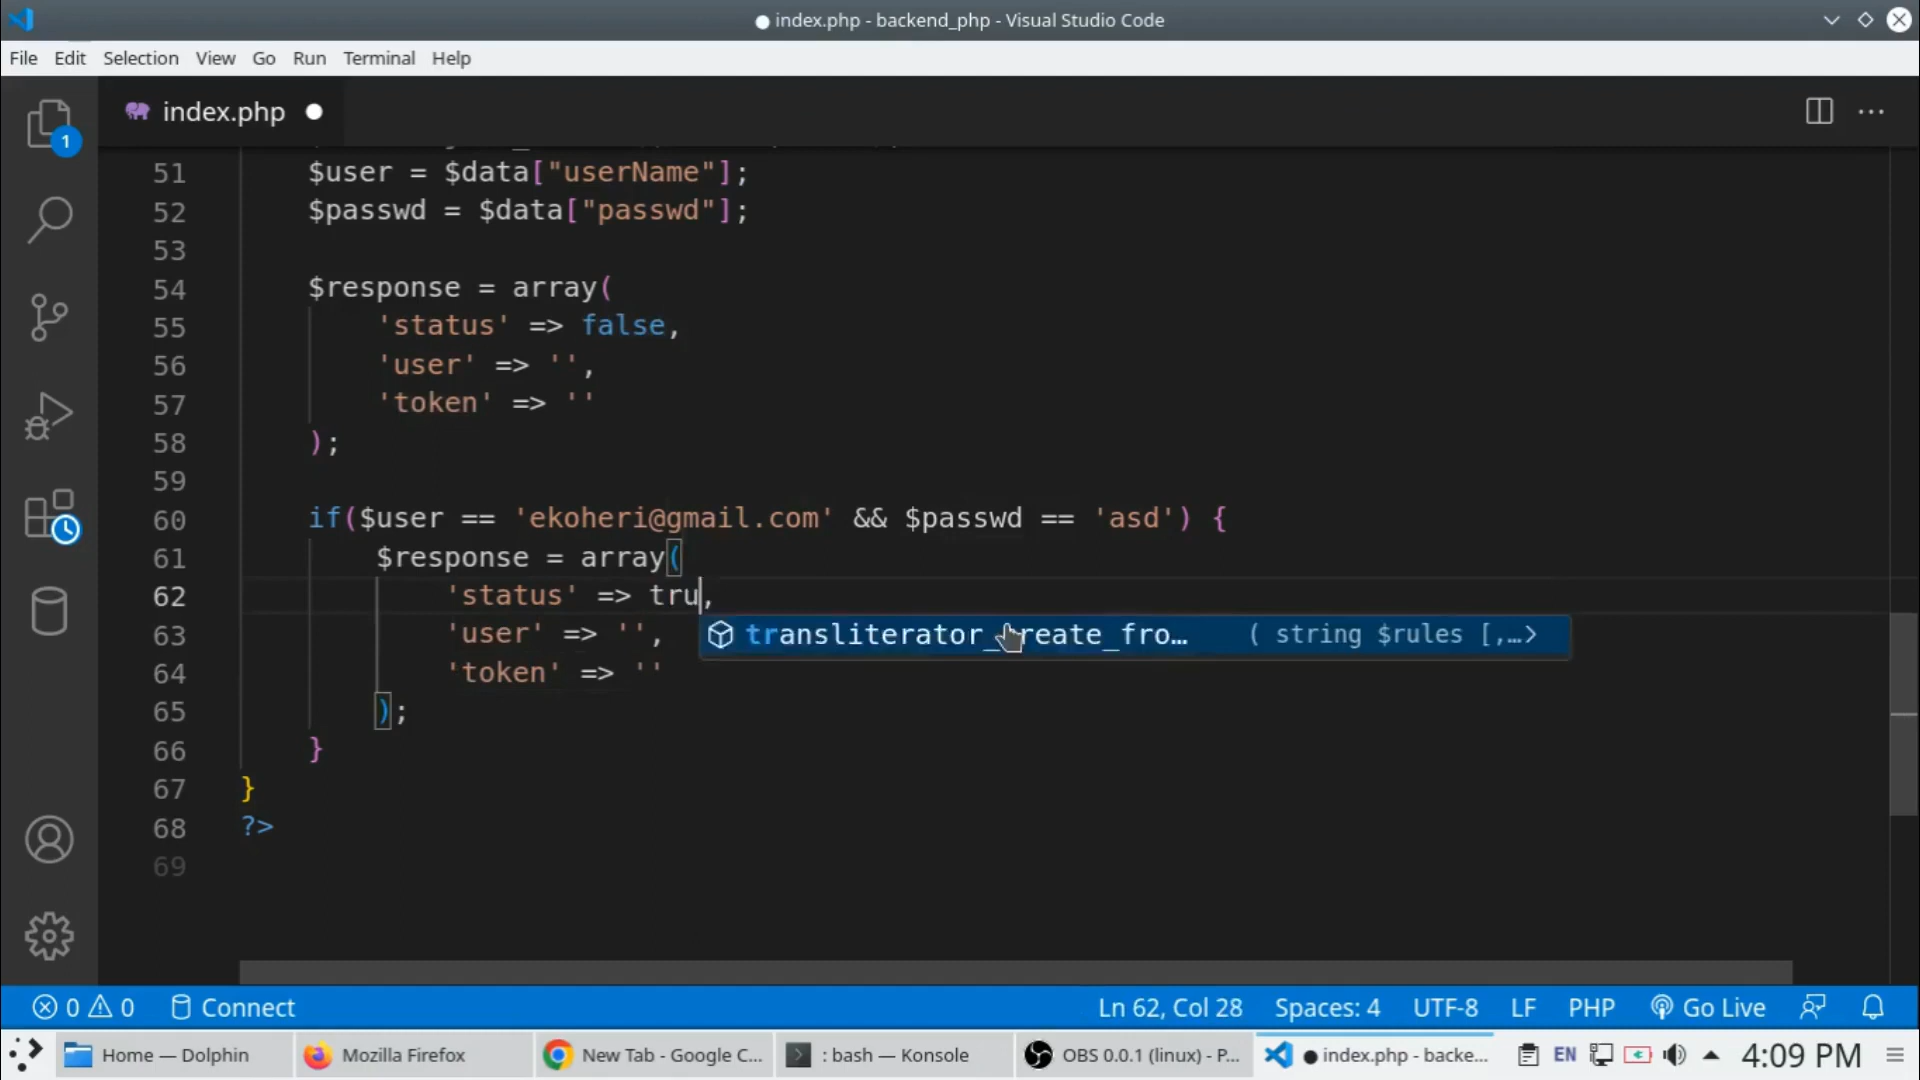 index.php - backend_php - Visual Studio Code
File Edit Selection View Go Run Terminal Help
1
index.php
51 $user = $data["userName"];
52 $passwd = $data["passwd"];
53
54 $response = array(
55 'status' => false,
56 'user' => '',
57 'token' => ''
58 );
59
60 if($user == 'ekoheri@gmail.com' && $passwd == 'asd') {
61 $response = array(
62 'status' => tru,
63 'user' => '',
transliterator_create_fro… ( string $rules [,…>
64 'token' => ''
65 );
66 }
67 }
68 ?>
69
0 0 Connect Ln 62, Col 28 Spaces: 4 UTF-8 LF PHP Go Live
Home — Dolphin Mozilla Firefox New Tab - Google C... : bash — Konsole OBS 0.0.1 (linux) - P... index.php - backe... EN 4:09 PM